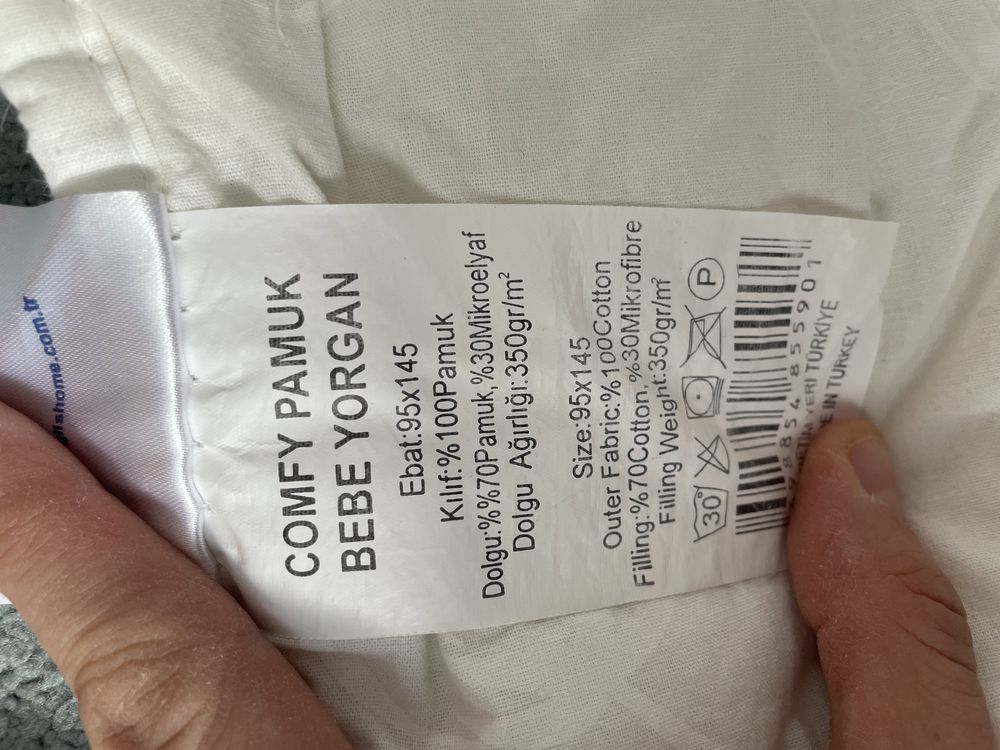 COMFY PAMUK
BEBE YORGAN
Ebat:95x145
Kılıf:%100Pamuk
Dolgu:%%70Pamuk,%30Mikroelyaf
Dolgu Ağırlığı:350gr/m²
Size:95x145
Outer Fabric:%100Cotton
Filling:%70Cotton,%30Mikrofibre
Filling Weight:350gr/m²
30°
P
YERİ TÜRKİYE
IN TURKEY